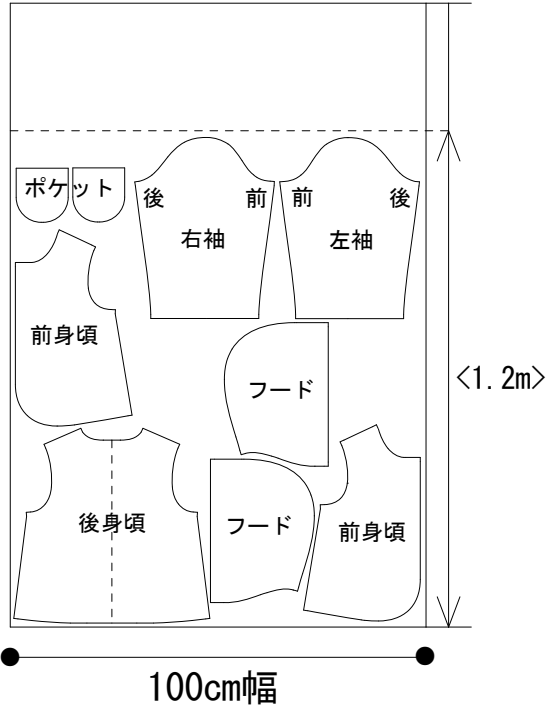 ポケット
後
前
前
後
右袖
左袖
前身頃
フード
<1.2m>
後身頃
フード
前身頃
100cm幅